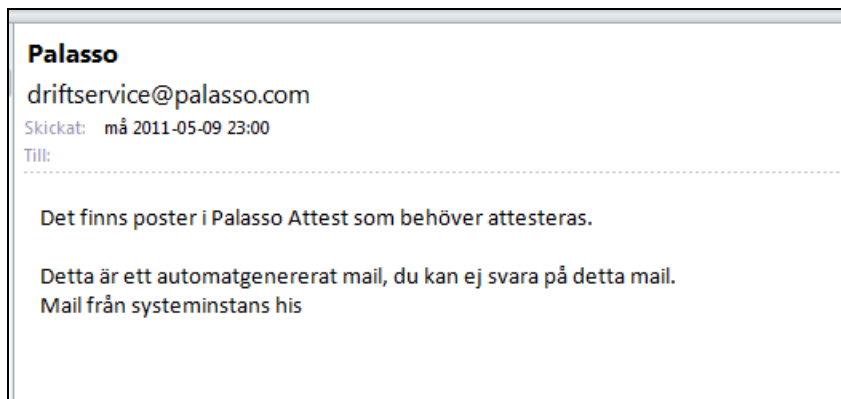 Palasso
driftservice@palasso.com
Skickat: må 2011-05-09 23:00
Till:
Det finns poster i Palasso Attest som behöver attesteras.
Detta är ett automatgenererat mail, du kan ej svara på detta mail.
Mail från systeminstans his